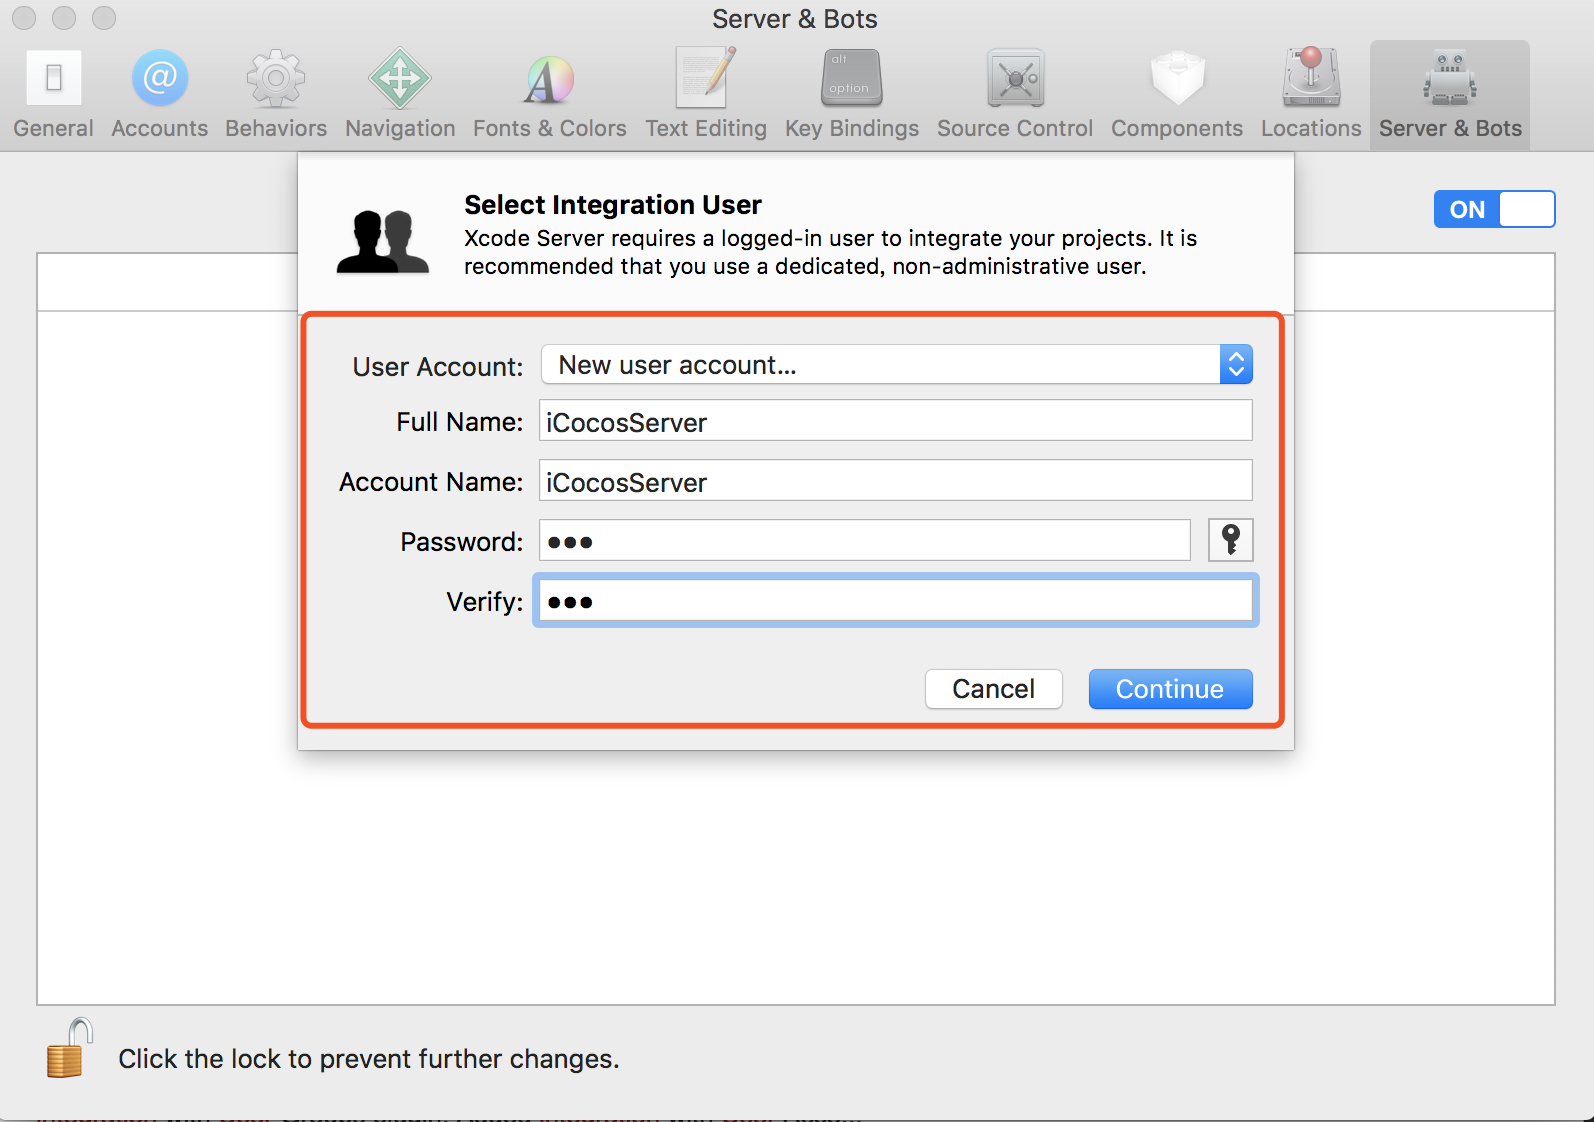 Server & Bots
alt
option
General Accounts Behaviors Navigation Fonts & Colors Text Editing Key Bindings Source Control Components Locations Server & Bots
Select Integration User
Xcode Server requires a logged-in user to integrate your projects. It is
recommended that you use a dedicated, non-administrative user.
ON
User Account: New user account...
Full Name: iCocosServer
Account Name: iCocosServer
Password: •••
Verify: •••
Cancel Continue
Click the lock to prevent further changes.